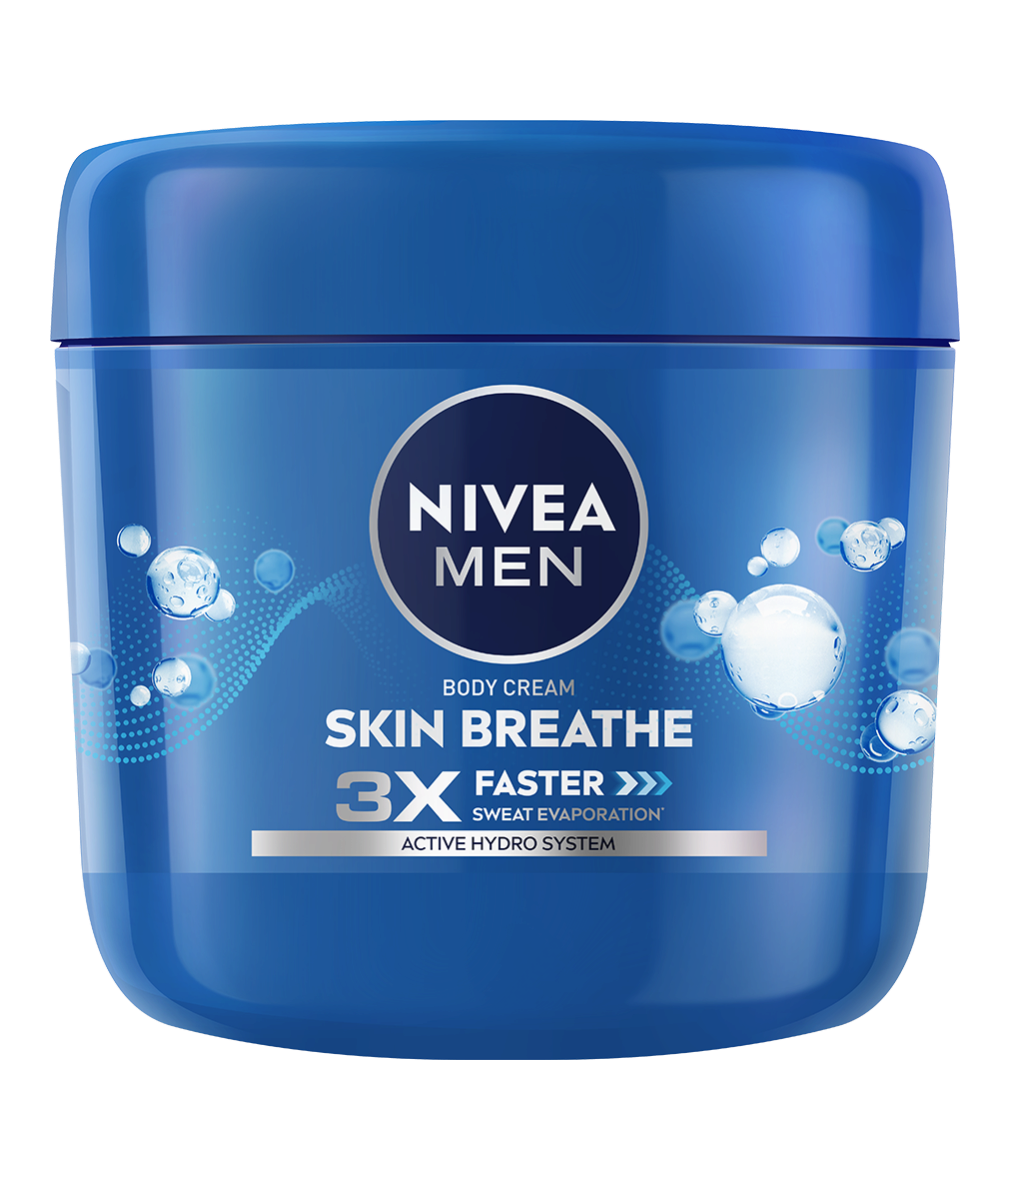 NIVEA
MEN
BODY CREAM
SKIN BREATHE
3X FASTER
SWEAT EVAPORATION*
ACTIVE HYDRO SYSTEM